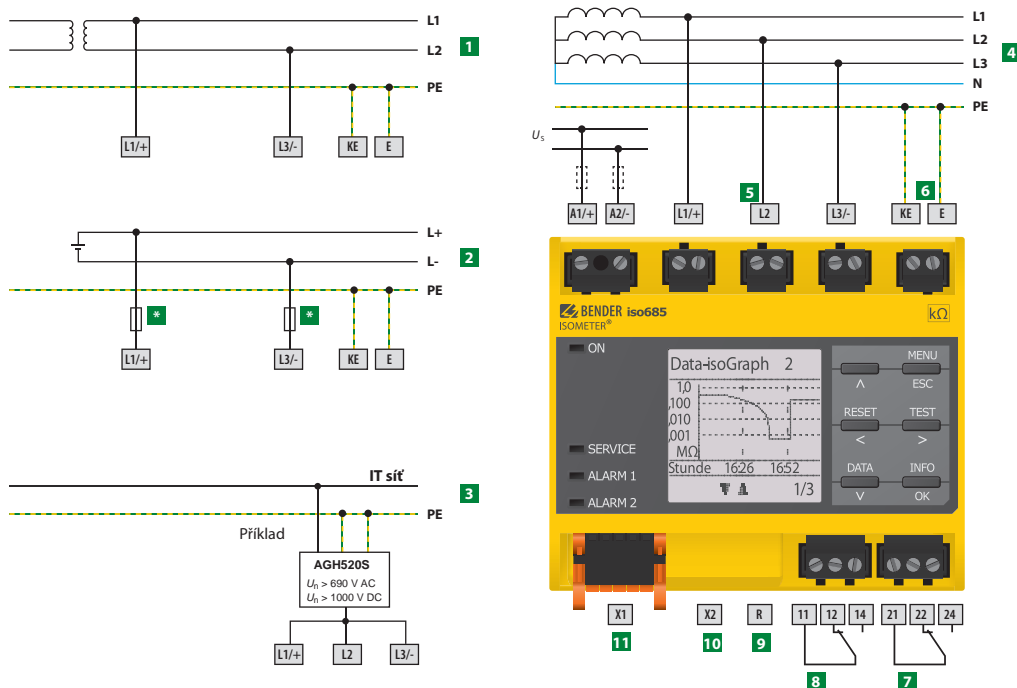 L1
L2
1
PE
L1/+
L3/-
KE
E
L+
L-
2
PE
*
*
L1/+
L3/-
KE
E
IT síť
3
PE
Příklad
AGH520S
Un > 690 V AC
Un > 1000 V DC
L1/+
L2
L3/-
L1
L2
L3
4
N
PE
Us
5
6
A1/+
A2/-
L1/+
L2
L3/-
KE
E
BENDER iso685
ISOMETER®
kΩ
ON
SERVICE
ALARM 1
ALARM 2
Data-isoGraph 2
1,0
,100
,010
,001
MΩ
Stunde 16:26 16:52
1/3
MENU
∧ ESC
RESET TEST
< >
DATA INFO
∨ OK
X1
X2
R
11
12
14
21
22
24
11
10
9
8
7